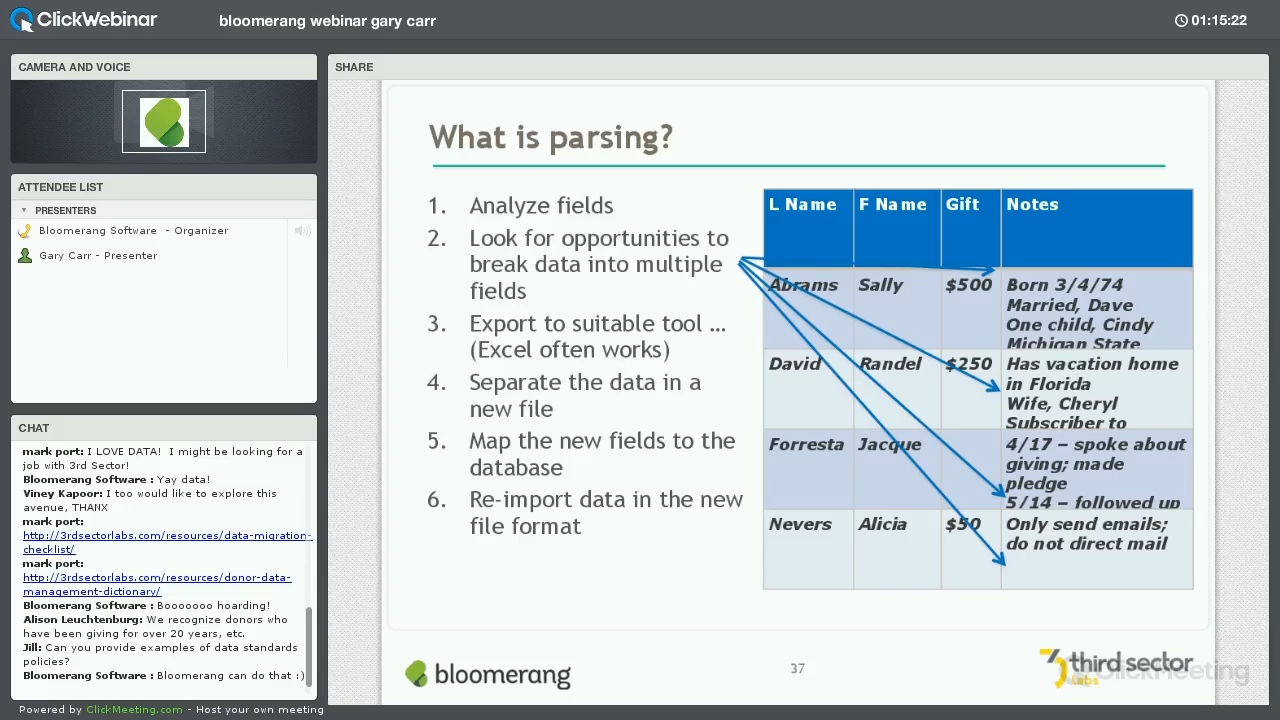 ClickWebinar
bloomerang webinar gary carr
01:15:22
CAMERA AND VOICE
ATTENDEE LIST
PRESENTERS
Bloomerang Software - Organizer
Gary Carr - Presenter
CHAT
mark port: I LOVE DATA! I might be looking for a
job with 3rd Sector!
Bloomerang Software : Yay data!
Viney Kapoor: I too would like to explore this
avenue, THANX
mark port:
http://3rdsectorlabs.com/resources/data-migration-
checklist/
mark port:
http://3rdsectorlabs.com/resources/donor-data-
management-dictionary/
Bloomerang Software : Booooooo hoarding!
Alison Leuchtenburg: We recognize donors who
have been giving for over 20 years, etc.
Jill: Can you provide examples of data standards
policies?
Bloomerang Software : Bloomerang can do that :)
Powered by ClickMeeting.com - Host your own meeting
SHARE
What is parsing?
1. Analyze fields
2. Look for opportunities to
break data into multiple
fields
3. Export to suitable tool …
(Excel often works)
4. Separate the data in a
new file
5. Map the new fields to the
database
6. Re-import data in the new
file format
L Name F Name Gift Notes
Abrams Sally $500 Born 3/4/74
Married, Dave
One child, Cindy
Michigan State
David Randel $250 Has vacation home
in Florida
Wife, Cheryl
Subscriber to
Forresta Jacque 4/17 – spoke about
giving; made
pledge
5/14 – followed up
Nevers Alicia $50 Only send emails;
do not direct mail
bloomerang
37
third sector
labs
ClickMeeting